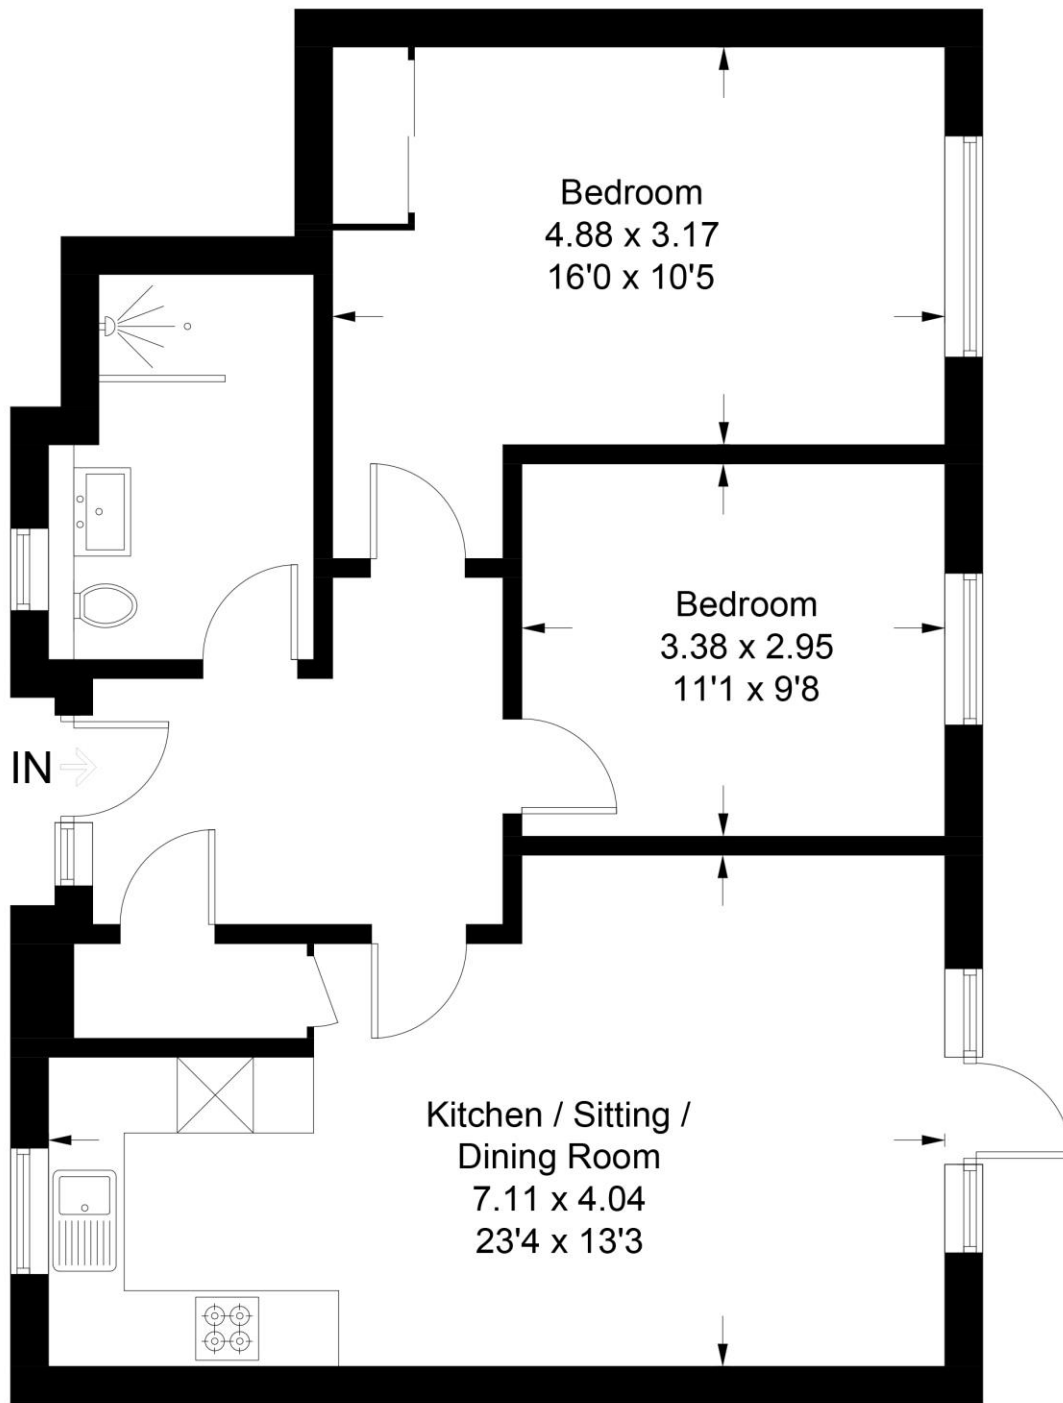 Bedroom
4.88 x 3.17
16'0 x 10'5
Bedroom
3.38 x 2.95
11'1 x 9'8
IN
Kitchen / Sitting /
Dining Room
7.11 x 4.04
23'4 x 13'3